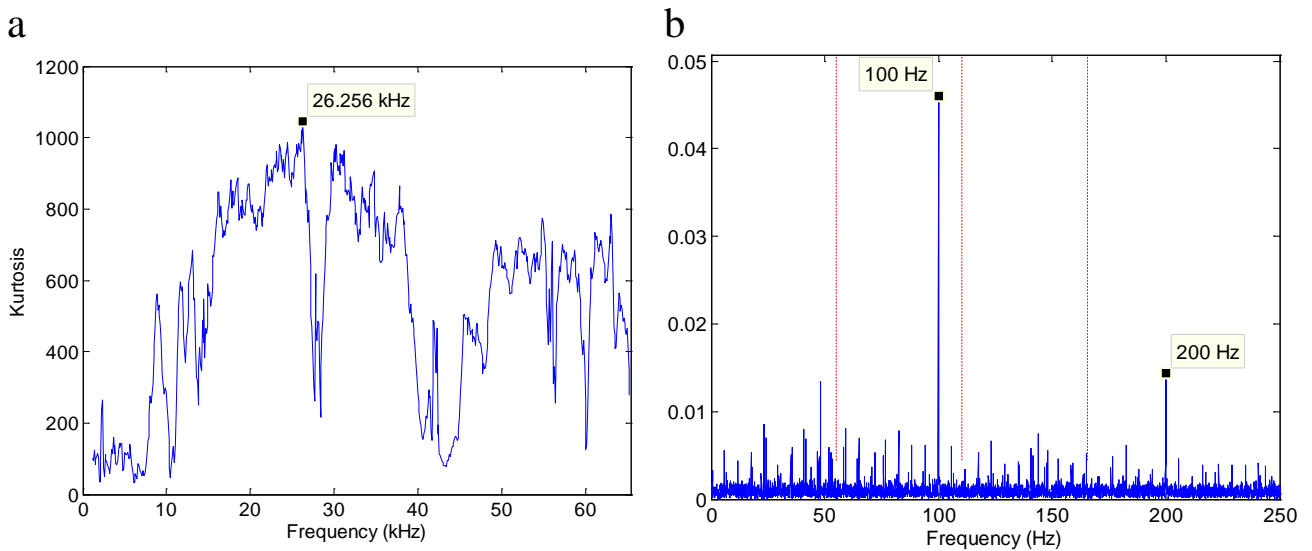 a
b
1200
1000
800
600
400
200
0
Kurtosis
26.256 kHz
0 10 20 30 40 50 60
Frequency (kHz)
0.05
0.04
0.03
0.02
0.01
0
100 Hz
200 Hz
0 50 100 150 200 250
Frequency (Hz)